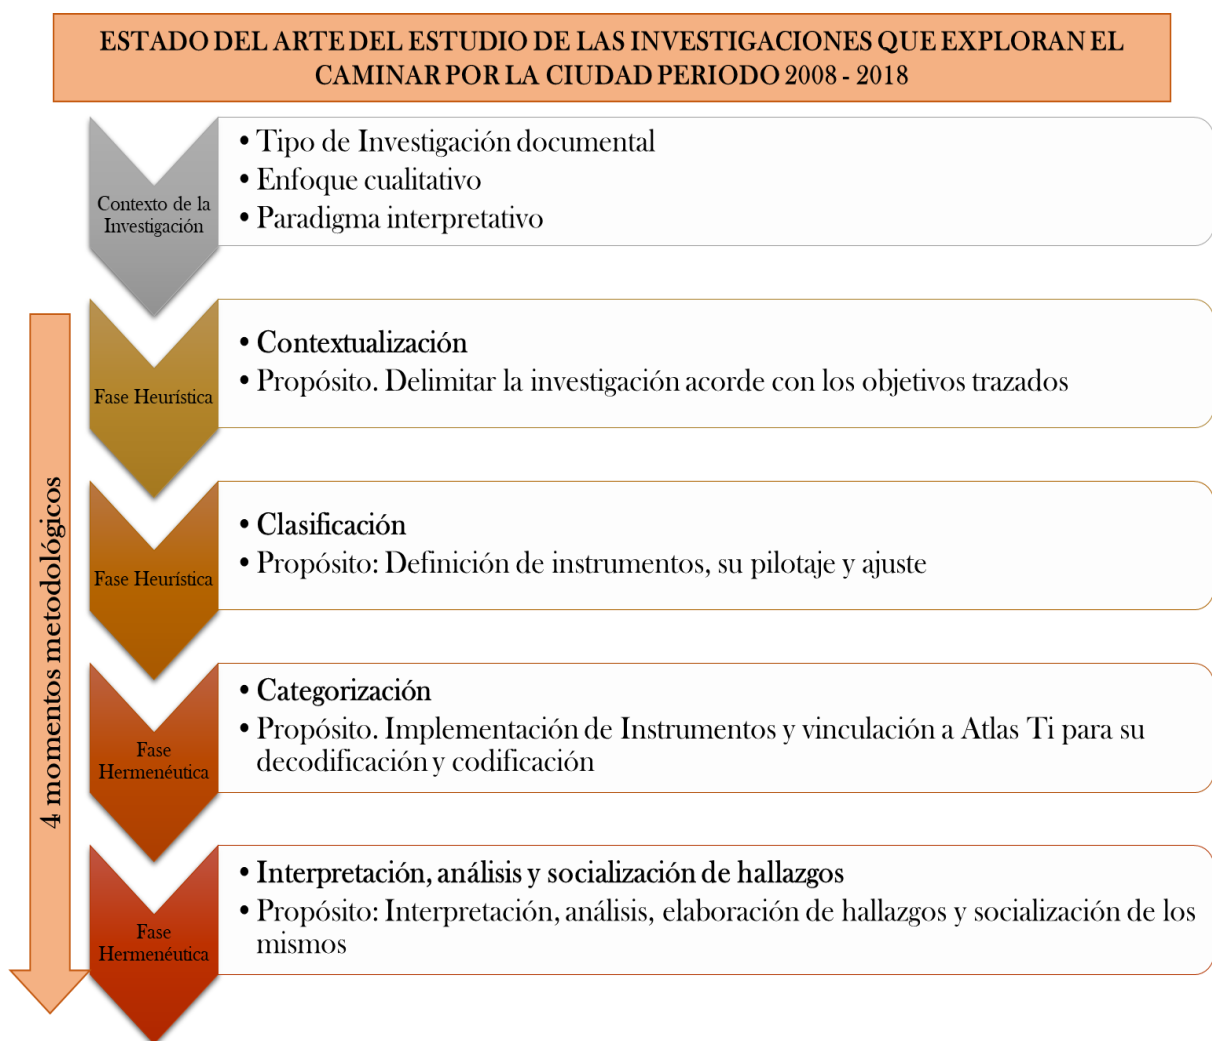 ESTADO DEL ARTE DEL ESTUDIO DE LAS INVESTIGACIONES QUE EXPLORAN EL
CAMINAR POR LA CIUDAD PERIODO 2008 - 2018
Contexto de la
Investigación
• Tipo de Investigación documental
• Enfoque cualitativo
• Paradigma interpretativo
4 momentos metodológicos
Fase Heurística
• Contextualización
• Propósito. Delimitar la investigación acorde con los objetivos trazados
Fase Heurística
• Clasificación
• Propósito: Definición de instrumentos, su pilotaje y ajuste
Fase
Hermenéutica
• Categorización
• Propósito. Implementación de Instrumentos y vinculación a Atlas Ti para su
decodificación y codificación
Fase
Hermenéutica
• Interpretación, análisis y socialización de hallazgos
• Propósito: Interpretación, análisis, elaboración de hallazgos y socialización de los
mismos